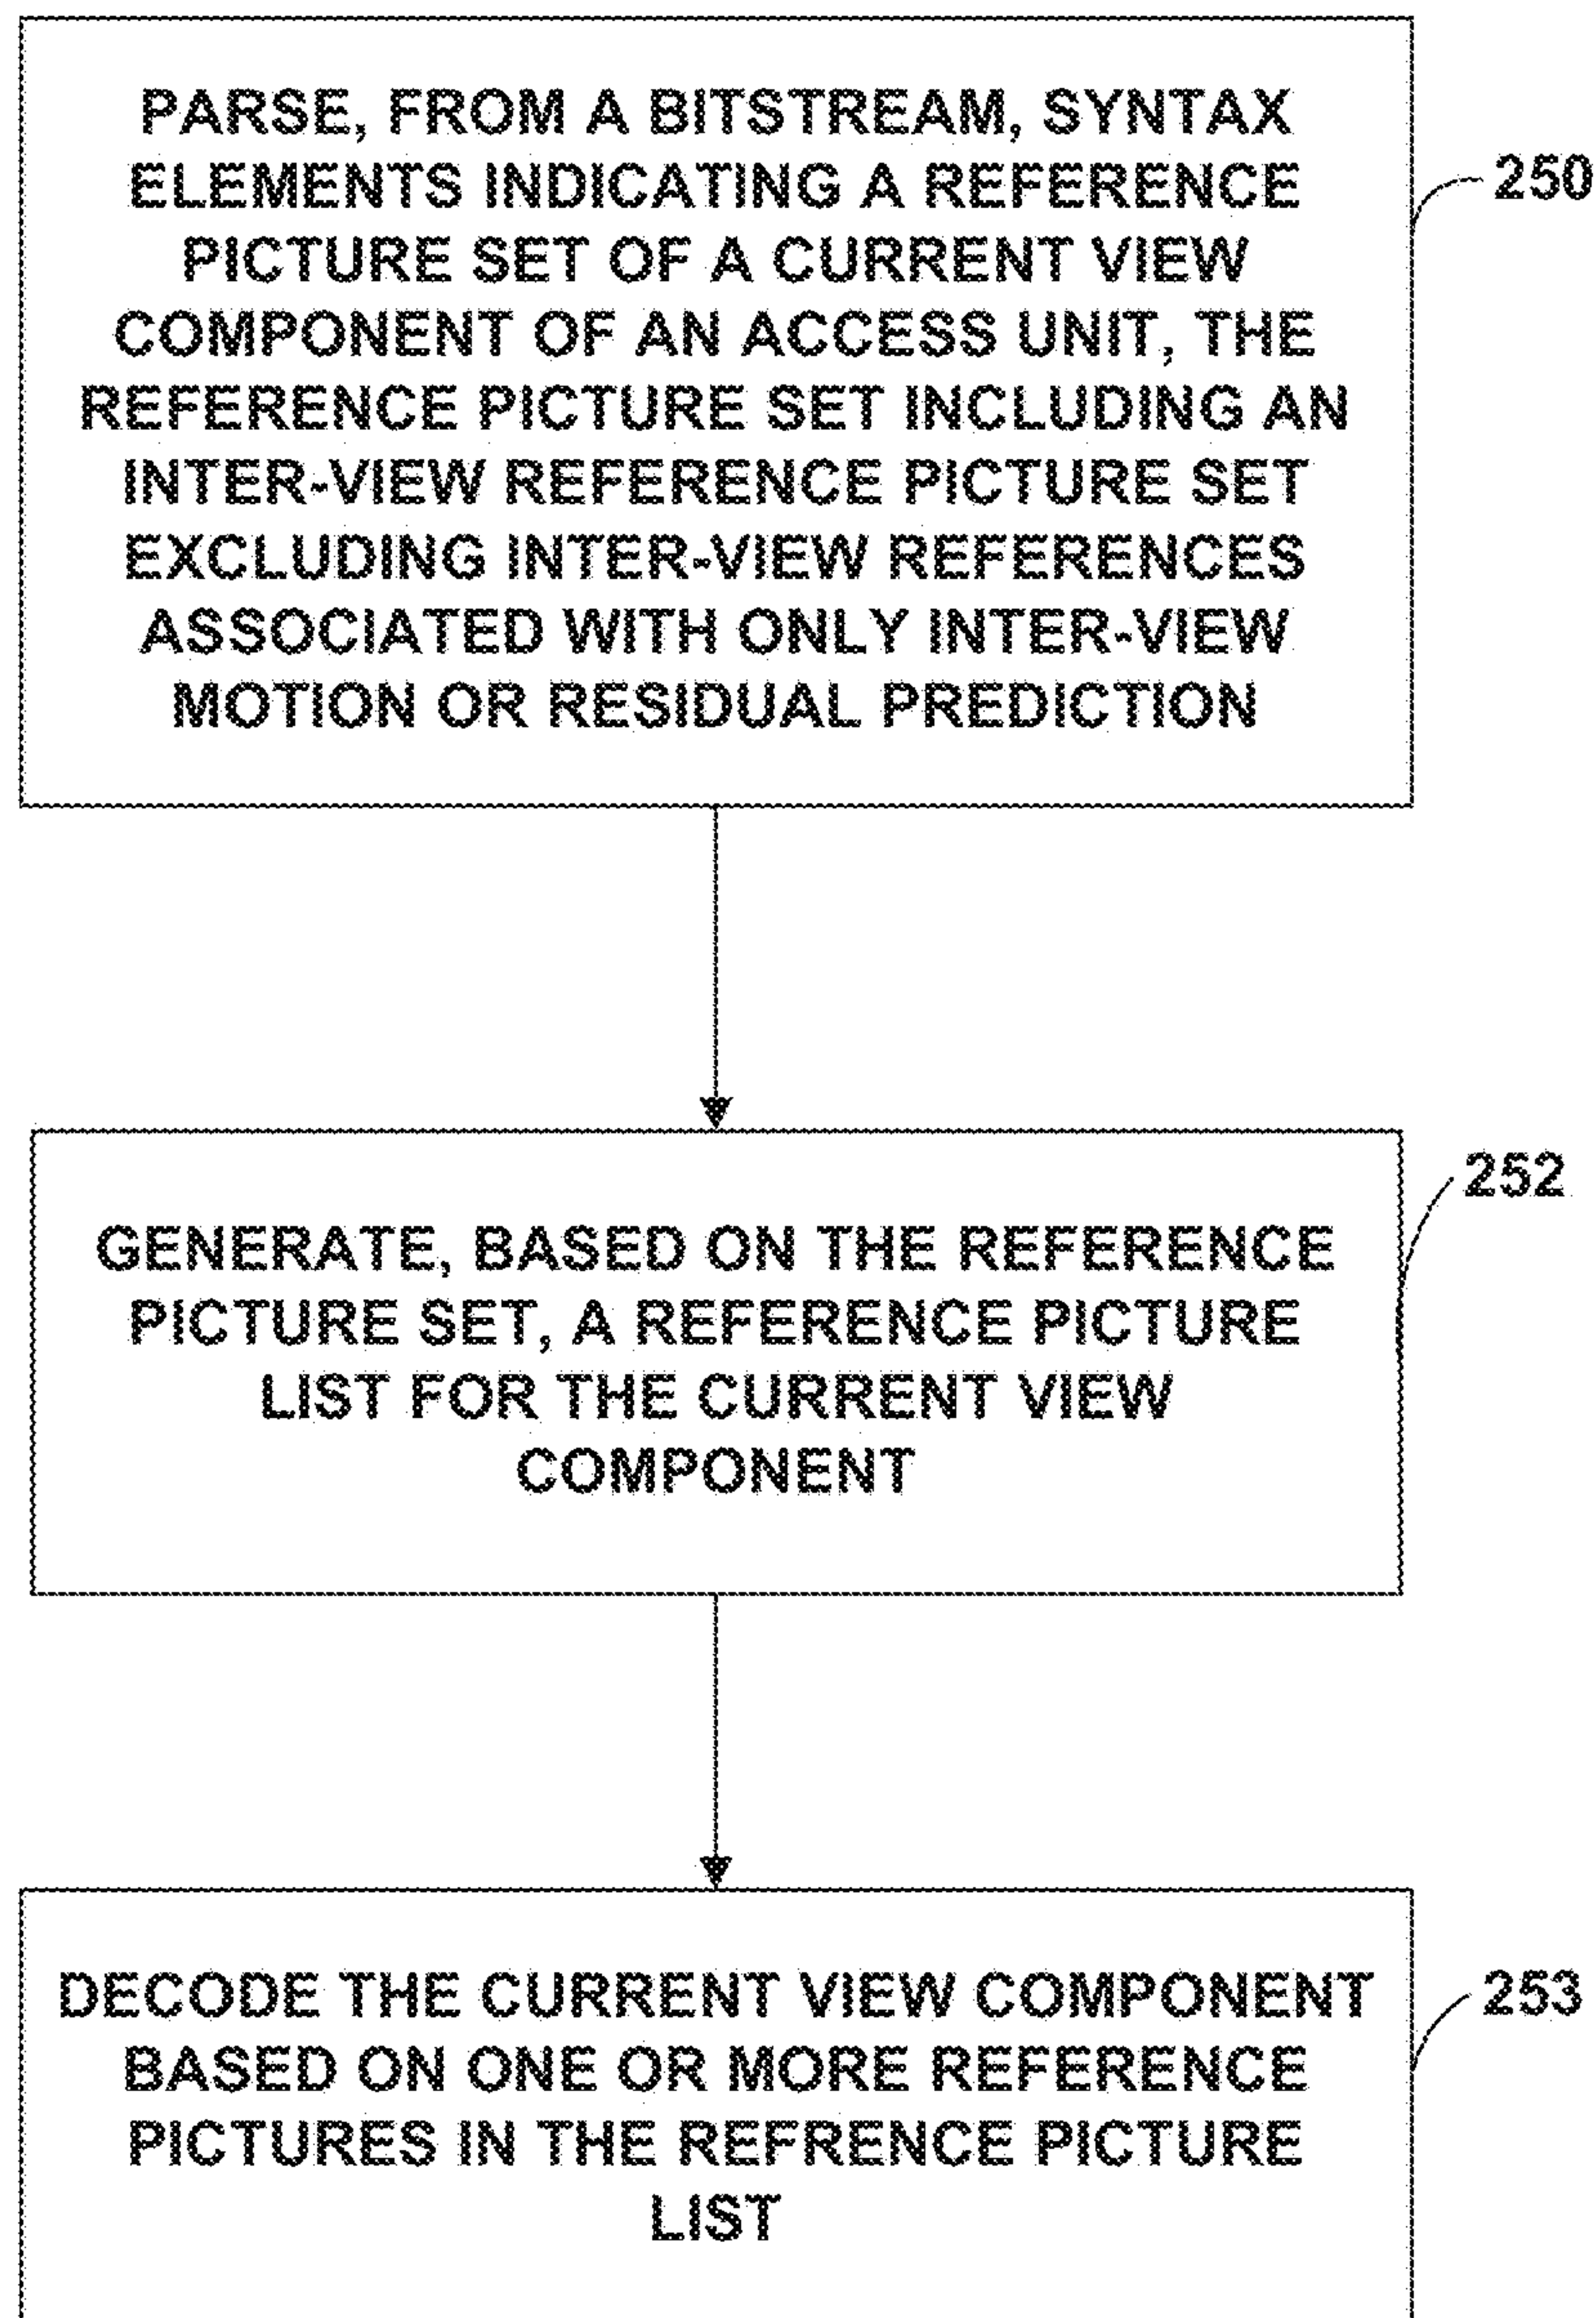 PARSE, FROM A BITSTREAM, SYNTAX
ELEMENTS INDICATING A REFERENCE
PICTURE SET OF A CURRENT VIEW
COMPONENT OF AN ACCESS UNIT, THE
REFERENCE PICTURE SET INCLUDING AN
INTER-VIEW REFERENCE PICTURE SET
EXCLUDING INTER-VIEW REFERENCES
ASSOCIATED WITH ONLY INTER-VIEW
MOTION OR RESIDUAL PREDICTION
250
GENERATE, BASED ON THE REFERENCE
PICTURE SET, A REFERENCE PICTURE
LIST FOR THE CURRENT VIEW
COMPONENT
252
DECODE THE CURRENT VIEW COMPONENT
BASED ON ONE OR MORE REFERENCE
PICTURES IN THE REFRENCE PICTURE
LIST
253